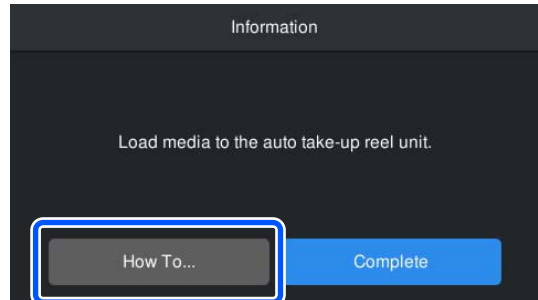 Information
Load media to the auto take-up reel unit.
How To...
Complete